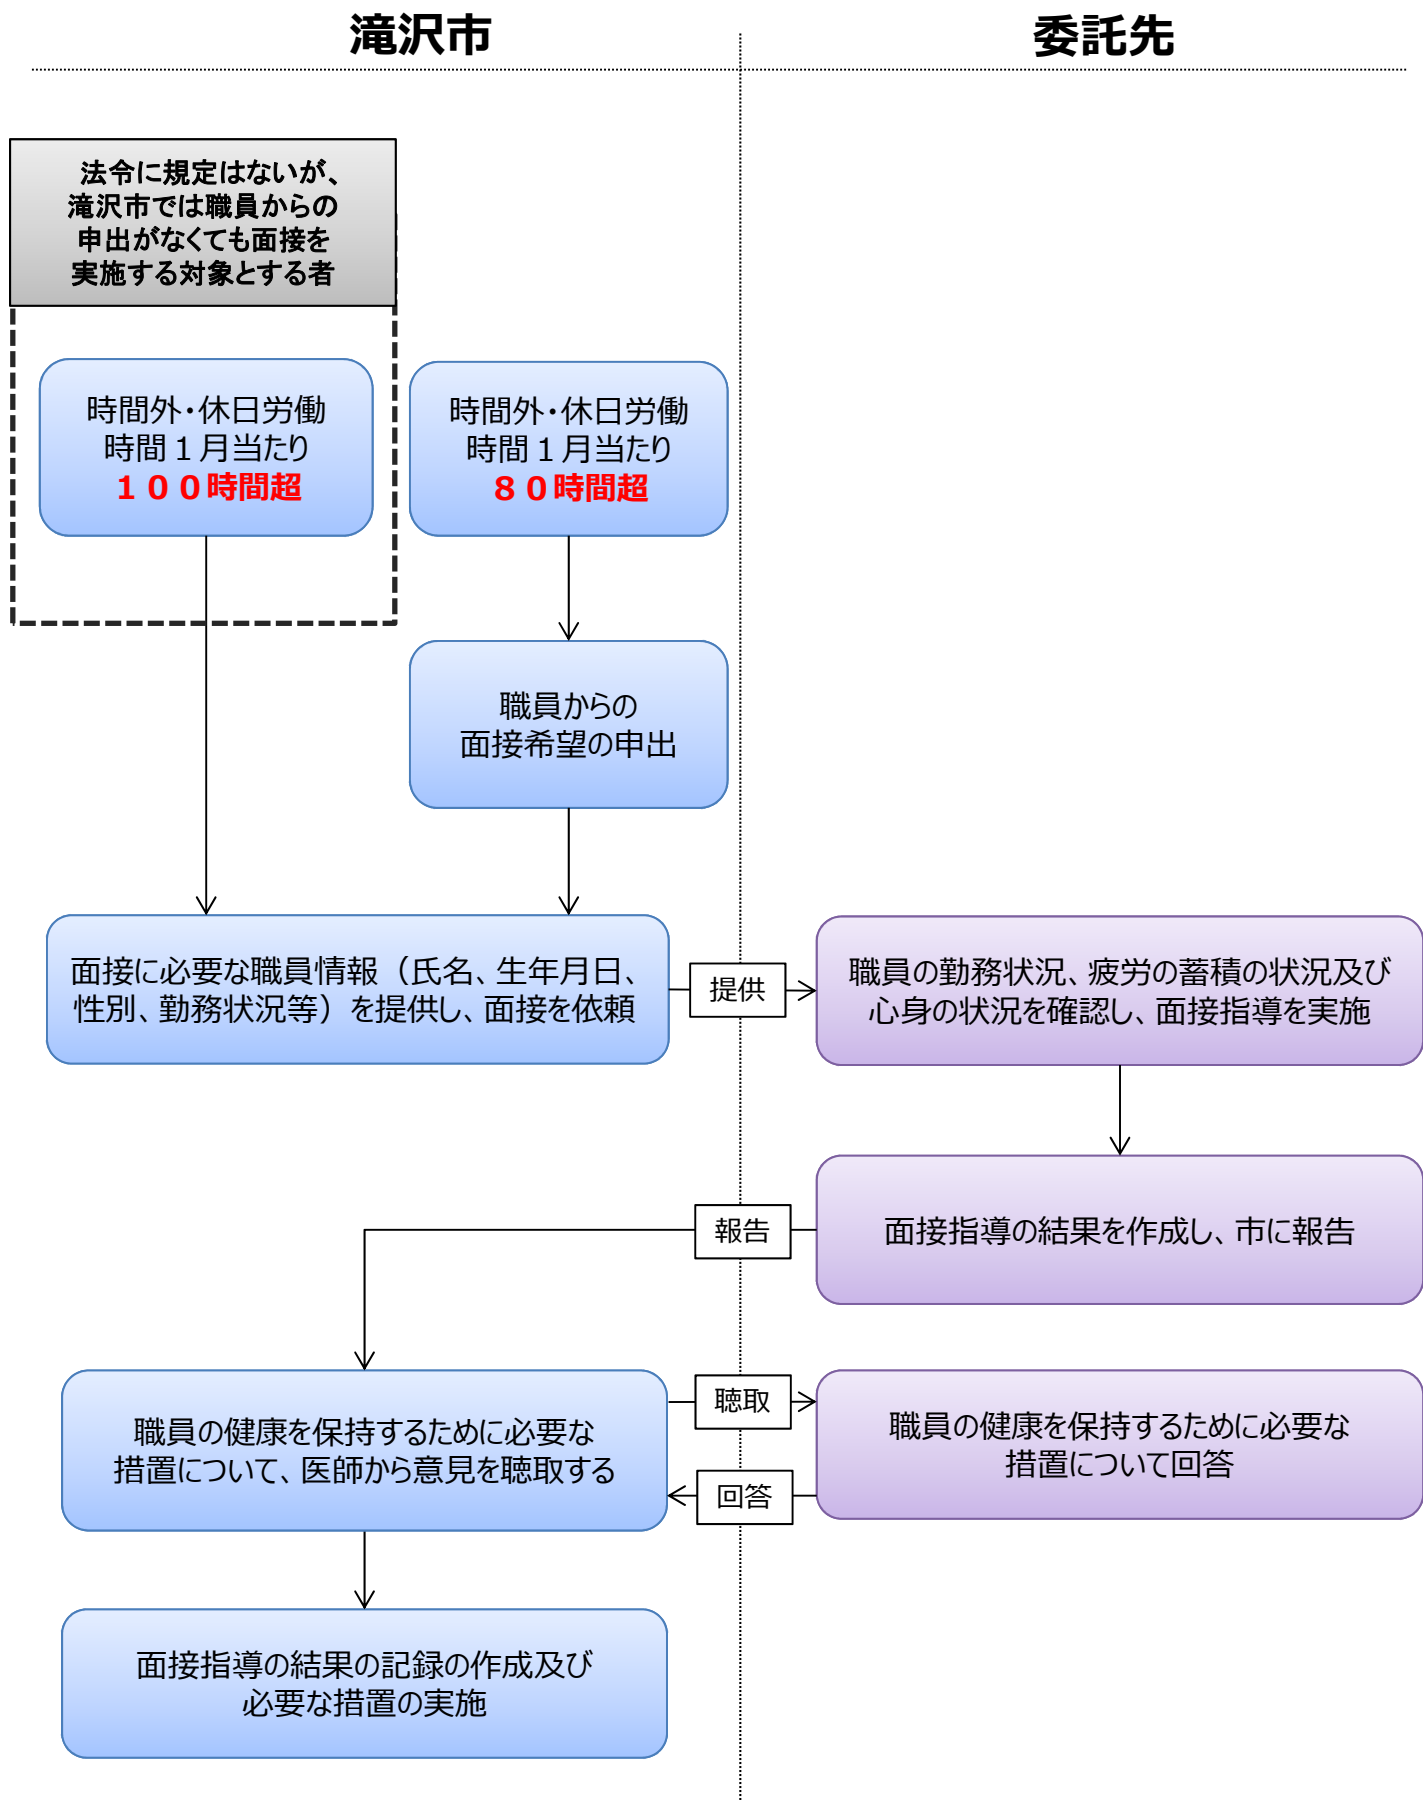 滝沢市
委託先
法令に規定はないが、
滝沢市では職員からの
申出がなくても面接を
実施する対象とする者
時間外・休日労働
時間１月当たり
１００時間超
時間外・休日労働
時間１月当たり
８０時間超
職員からの
面接希望の申出
面接に必要な職員情報（氏名、生年月日、
性別、勤務状況等）を提供し、面接を依頼
提供
職員の勤務状況、疲労の蓄積の状況及び
心身の状況を確認し、面接指導を実施
報告
面接指導の結果を作成し、市に報告
職員の健康を保持するために必要な
措置について、医師から意見を聴取する
聴取
回答
職員の健康を保持するために必要な
措置について回答
面接指導の結果の記録の作成及び
必要な措置の実施